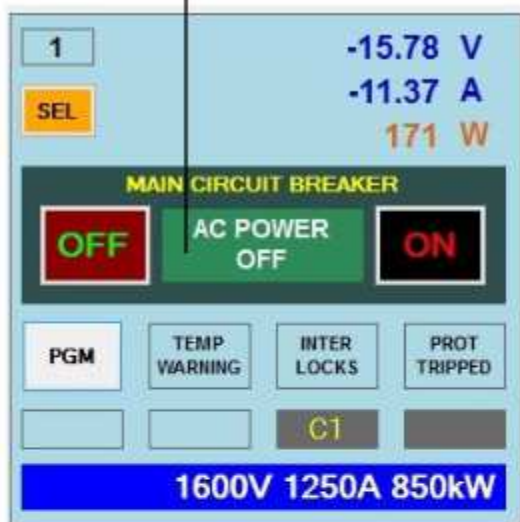 1
-15.78 V
SEL
-11.37 A
171 W
MAIN CIRCUIT BREAKER
OFF
AC POWER
OFF
ON
PGM
TEMP
WARNING
INTER
LOCKS
PROT
TRIPPED
C1
1600V 1250A 850kW